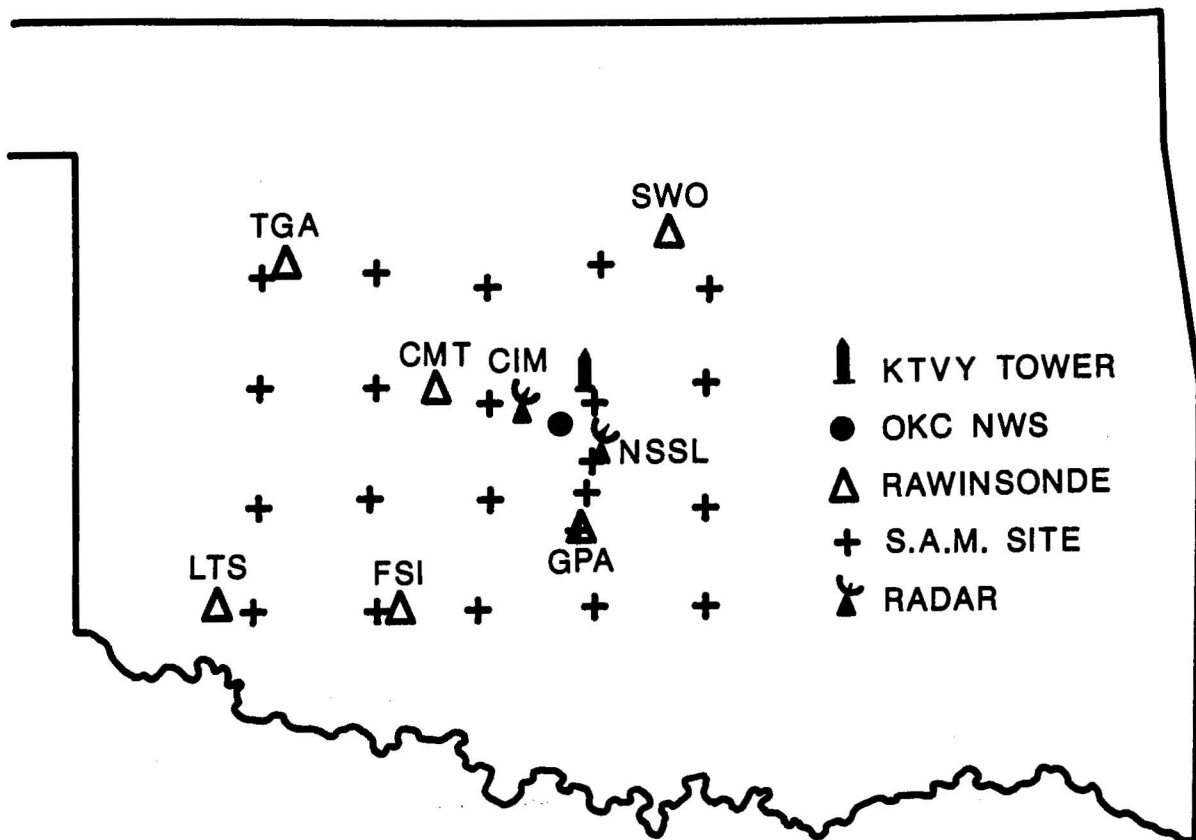 SWO
TGA
CMT
CIM
NSSL
GPA
LTS
FSI
KTVY TOWER
OKC NWS
RAWINSONDE
S.A.M. SITE
RADAR